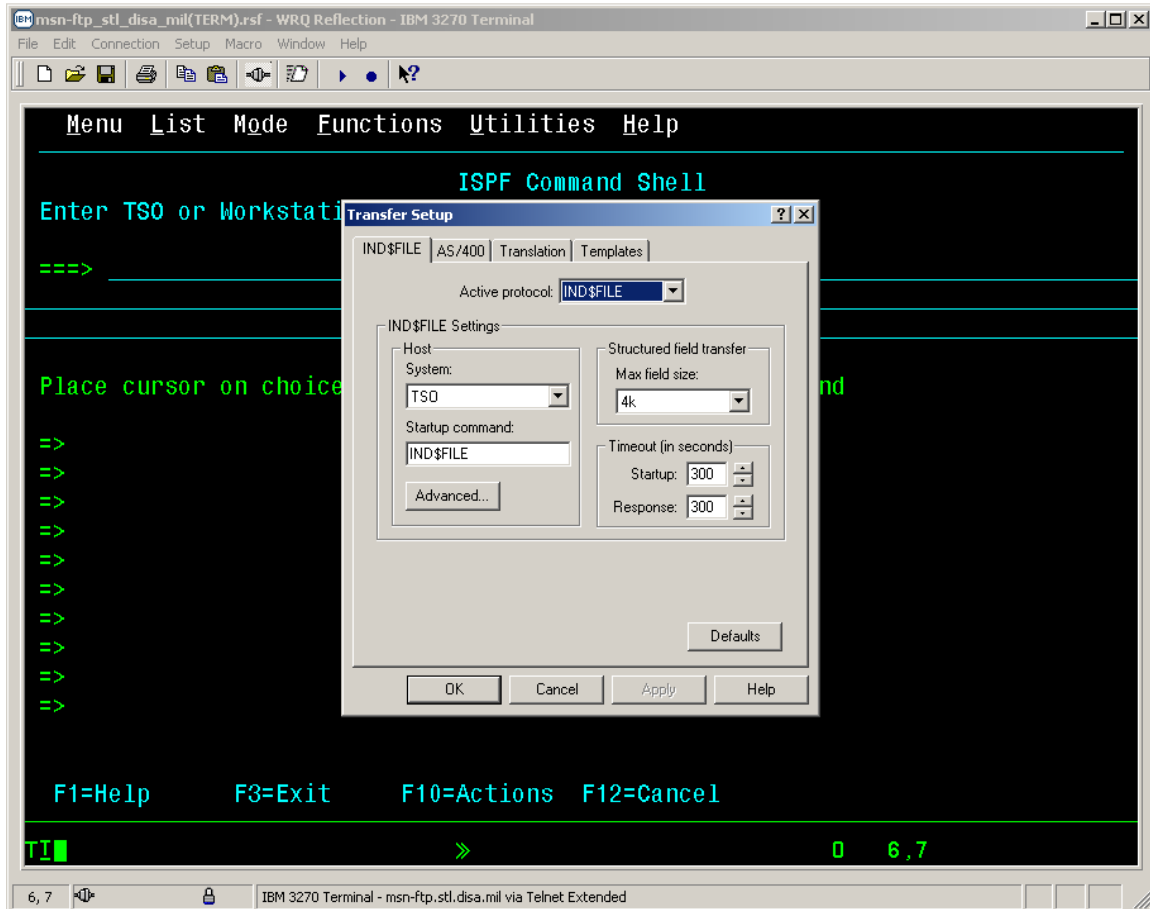 IBM msn-ftp_stl_disa_mil(TERM).rsf - WRQ Reflection - IBM 3270 Terminal
File Edit Connection Setup Macro Window Help
Menu List Mode Functions Utilities Help
ISPF Command Shell
Enter TSO or Workstati
===>
Place cursor on choice
nd
=>
=>
=>
=>
=>
=>
=>
=>
=>
=>
Transfer Setup
IND$FILE AS/400 Translation Templates
Active protocol: IND$FILE
IND$FILE Settings
Host
System:
TSO
Startup command:
IND$FILE
Advanced...
Structured field transfer
Max field size:
4k
Timeout (in seconds)
Startup: 300
Response: 300
Defaults
OK Cancel Apply Help
F1=Help F3=Exit F10=Actions F12=Cancel
TI » O 6,7
6, 7 IBM 3270 Terminal - msn-ftp.stl.disa.mil via Telnet Extended